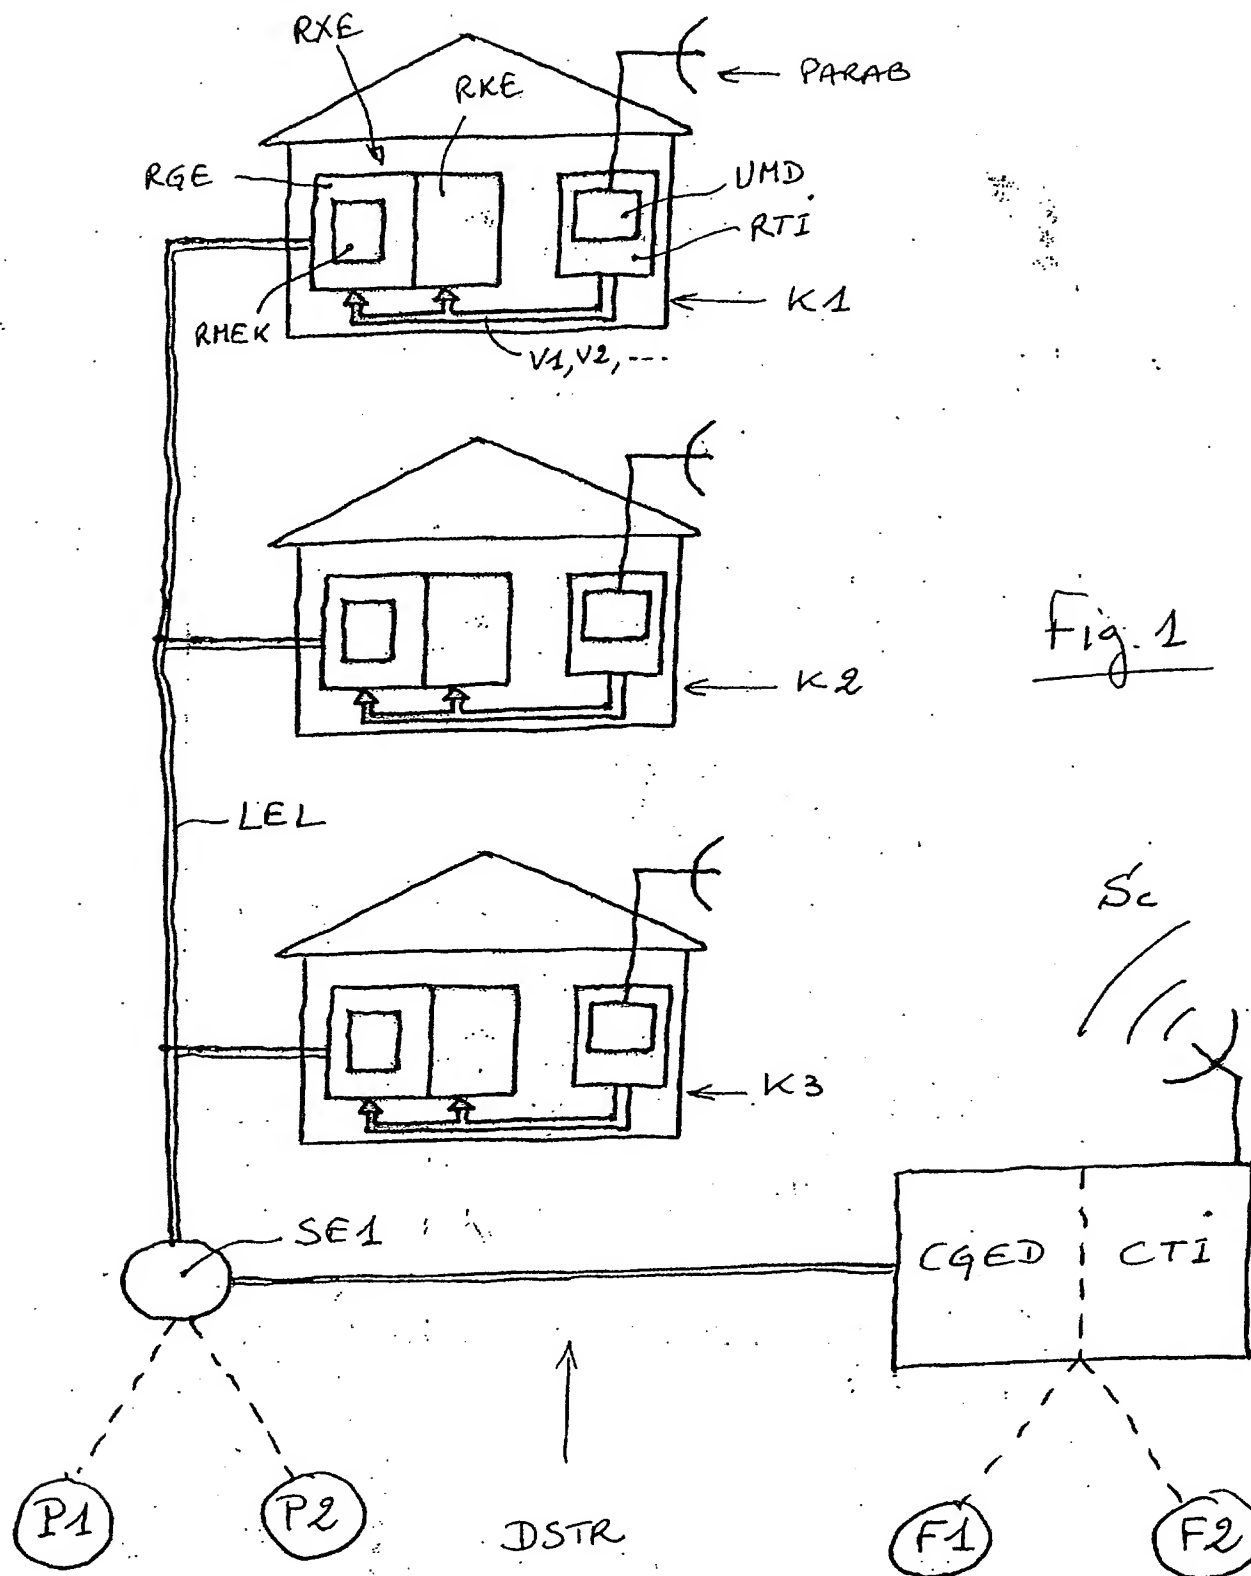 RXE
PARAB
RKE
RGE
UMD
RTI
K1
RMEK
V1, V2, ---
Fig. 1
K2
LEL
Sc
K3
SE1
CGED
CTI
P1
P2
DSTR
F1
F2